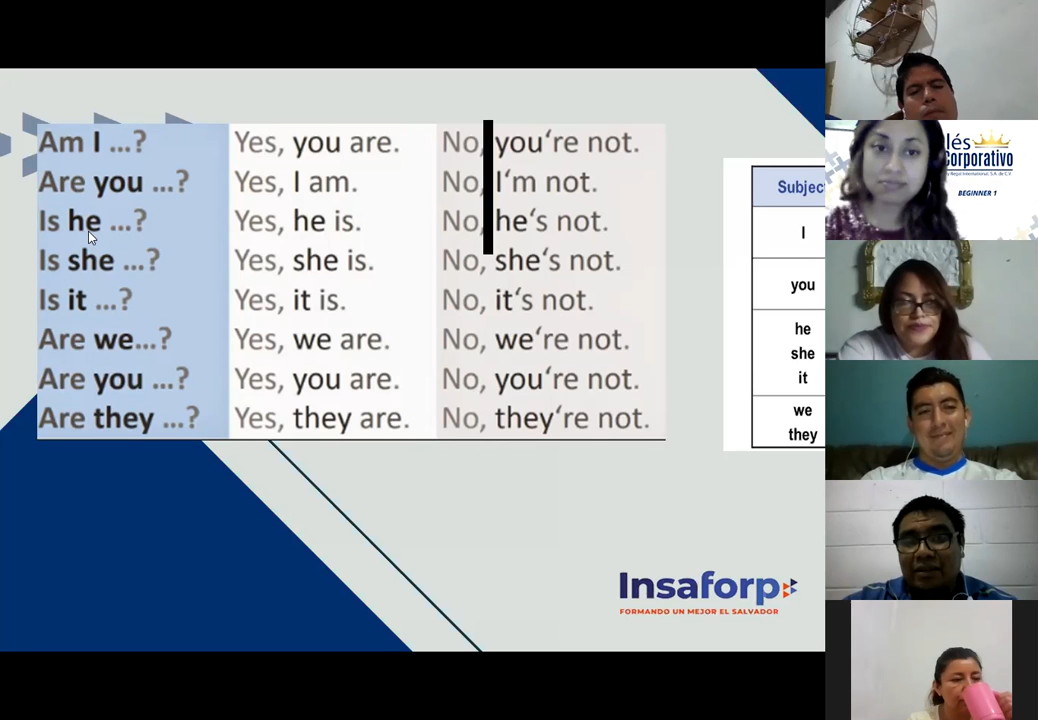 Am I ...? Yes, you are. No, you're not.
Are you ...? Yes, I am. No, I'm not.
Is he ...? Yes, he is. No, he's not.
Is she ...? Yes, she is. No, she's not.
Is it ...? Yes, it is. No, it's not.
Are we...? Yes, we are. No, we're not.
Are you ...? Yes, you are. No, you're not.
Are they ...? Yes, they are. No, they're not.
Subject
I
you
he
she
it
we
they
Insaforp
FORMANDO UN MEJOR EL SALVADOR
lés
Corporativo
BEGINNER 1